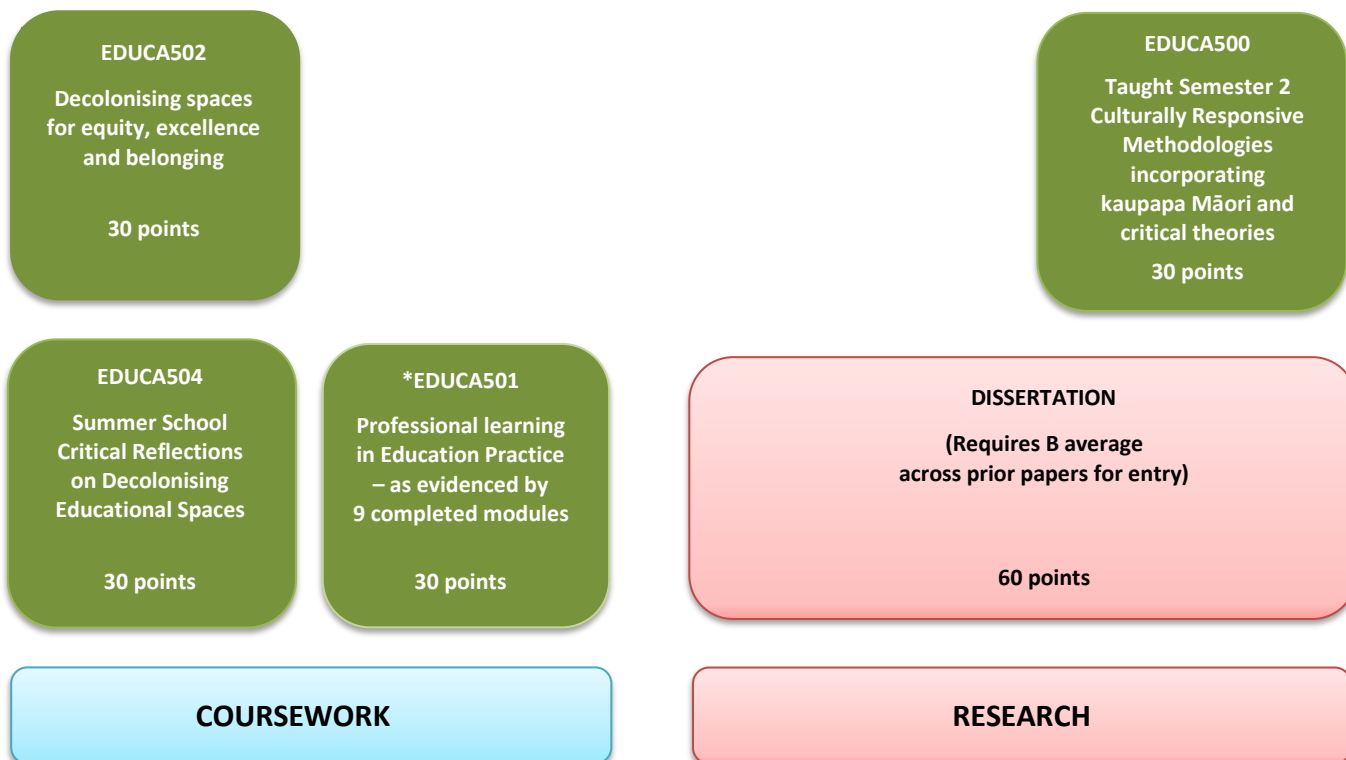 EDUCA502
Decolonising spaces
for equity, excellence
and belonging
30 points
EDUCA500
Taught Semester 2
Culturally Responsive
Methodologies
incorporating
kaupapa Māori and
critical theories
30 points
EDUCA504
Summer School
Critical Reflections
on Decolonising
Educational Spaces
30 points
*EDUCA501
Professional learning
in Education Practice
– as evidenced by
9 completed modules
30 points
DISSERTATION
(Requires B average
across prior papers for entry)
60 points
COURSEWORK
RESEARCH